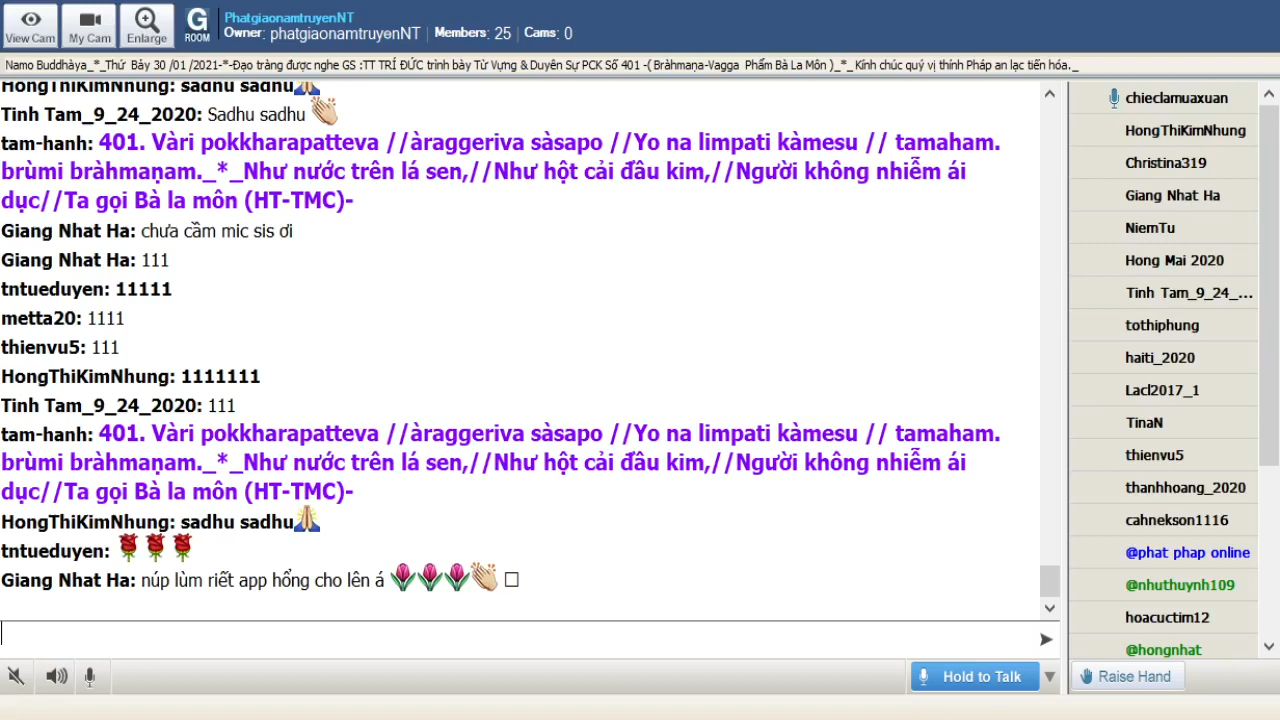 View Cam
My Cam
Enlarge
G
ROOM
PhatgiaonamtruyenNT
Owner: phatgiaonamtruyenNT | Members: 25 | Cams: 0
Namo Buddhàya_*_Thứ Bảy 30 /01 /2021-*-Đạo tràng được nghe GS :TT TRÍ ĐỨC trình bày Từ Vựng & Duyên Sự PCK Số 401 -( Bràhmaṇa-Vagga Phẩm Bà La Môn )_*_ Kính chúc quý vị thính Pháp an lạc tiến hóa._
HongThiKimNhung: sadhu sadhu
Tinh Tam_9_24_2020: Sadhu sadhu
tam-hanh: 401. Vàri pokkharapatteva //àraggeriva sàsapo //Yo na limpati kàmesu // tamaham.
brùmi bràhmaṇam._*_Như nước trên lá sen,//Như hột cải đầu kim,//Người không nhiễm ái
dục//Ta gọi Bà la môn (HT-TMC)-
Giang Nhat Ha: chưa cầm mic sis ơi
Giang Nhat Ha: 111
tntueduyen: 11111
metta20: 1111
thienvu5: 111
HongThiKimNhung: 1111111
Tinh Tam_9_24_2020: 111
tam-hanh: 401. Vàri pokkharapatteva //àraggeriva sàsapo //Yo na limpati kàmesu // tamaham.
brùmi bràhmaṇam._*_Như nước trên lá sen,//Như hột cải đầu kim,//Người không nhiễm ái
dục//Ta gọi Bà la môn (HT-TMC)-
HongThiKimNhung: sadhu sadhu
tntueduyen:
Giang Nhat Ha: núp lùm riết app hổng cho lên á
Hold to Talk
chieclamuaxuan
HongThiKimNhung
Christina319
Giang Nhat Ha
NiemTu
Hong Mai 2020
Tinh Tam_9_24_...
tothiphung
haiti_2020
Lacl2017_1
TinaN
thienvu5
thanhhoang_2020
cahnekson1116
@phat phap online
@nhuthuynh109
hoacuctim12
@hongnhat
Raise Hand